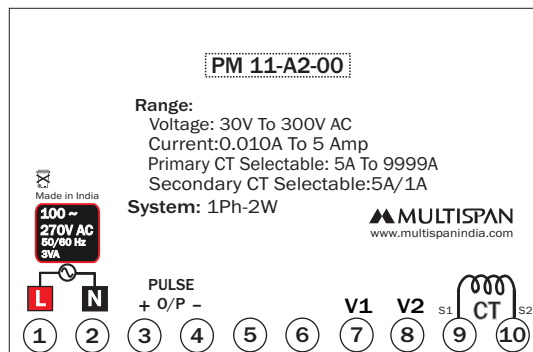 PM 11-A2-00
Range:
Voltage: 30V To 300V AC
Current:0.010A To 5 Amp
Primary CT Selectable: 5A To 9999A
Secondary CT Selectable:5A/1A
System: 1Ph-2W
Made in India
100 ~
270V AC
50/60 Hz
3VA
MULTISPAN
www.multispanindia.com
L N
PULSE
+ O/P –
V1 V2
S1 CT S2
1 2 3 4 5 6 7 8 9 10